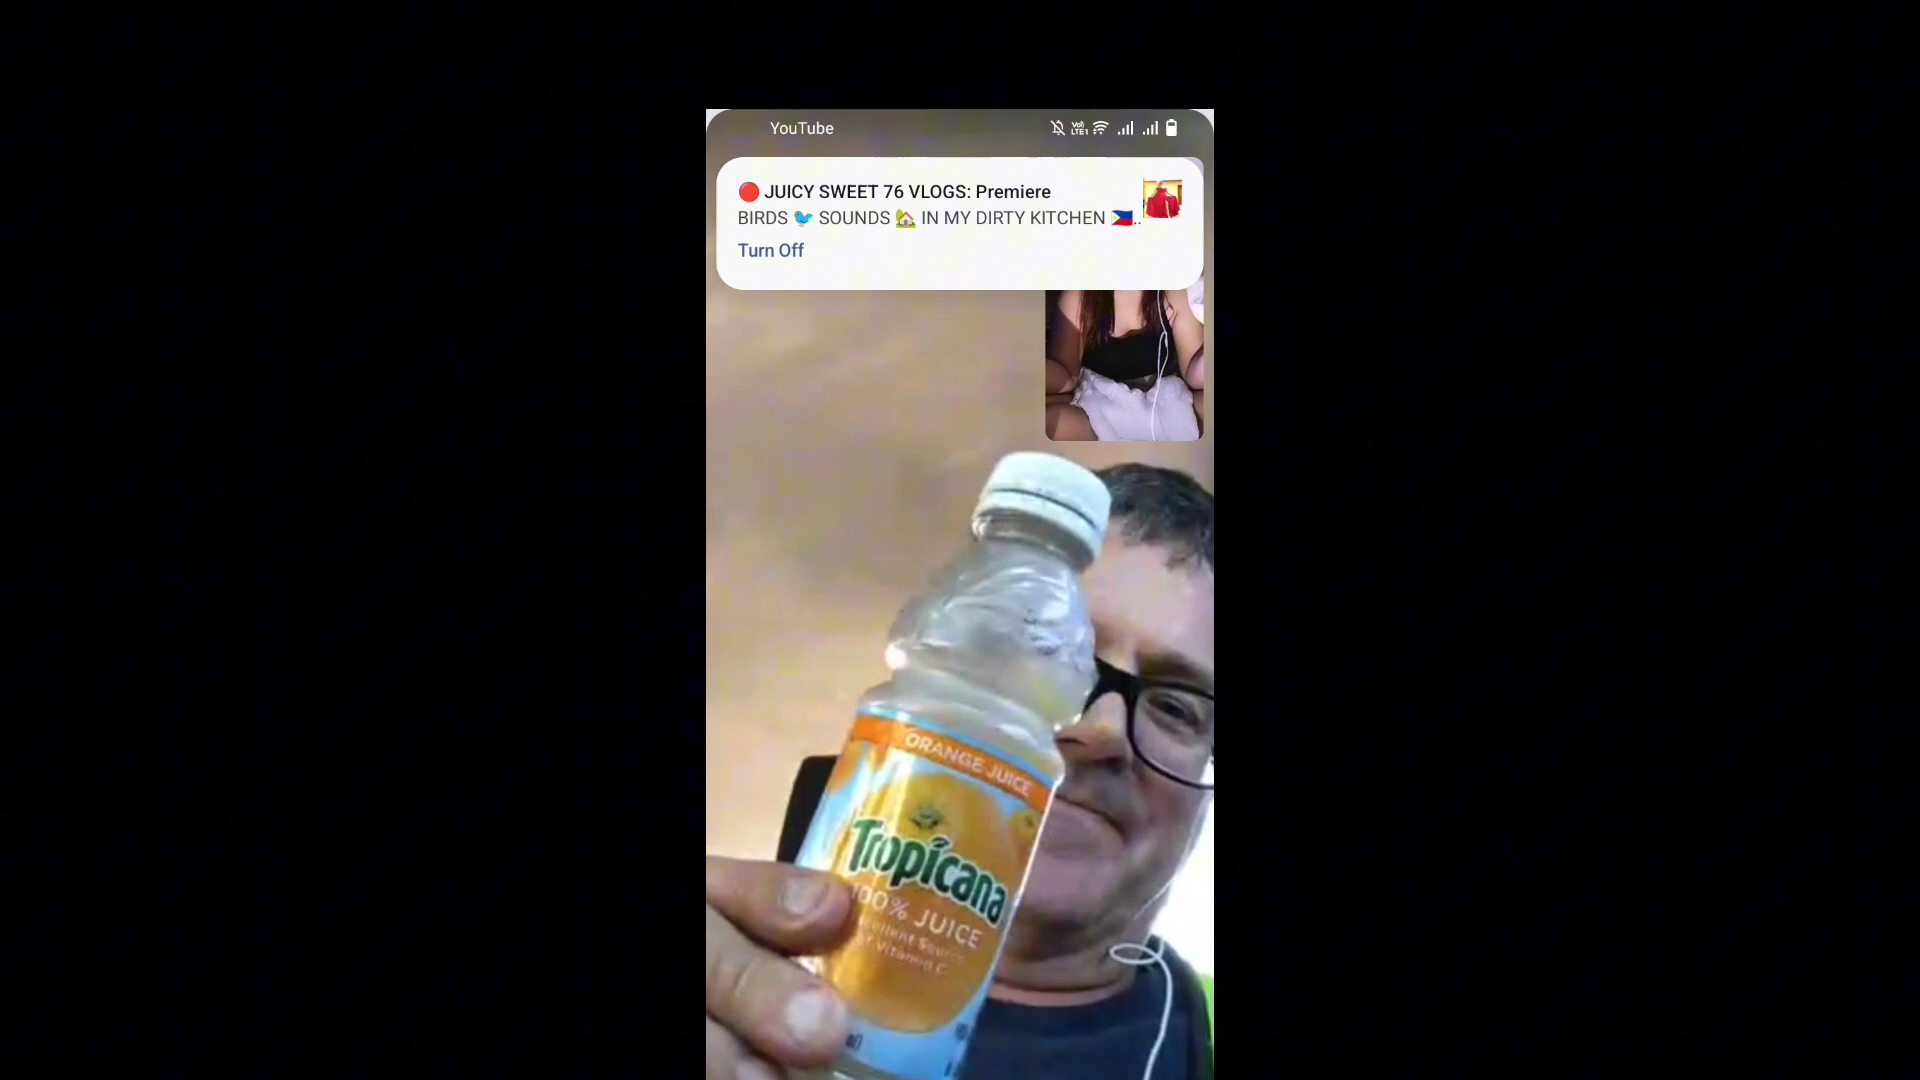 YouTube
🔴 JUICY SWEET 76 VLOGS: Premiere
BIRDS 🐦 SOUNDS 🏡 IN MY DIRTY KITCHEN 🇵🇭..
Turn Off
ORANGE JUICE
Tropicana
100% JUICE
Vitamin C